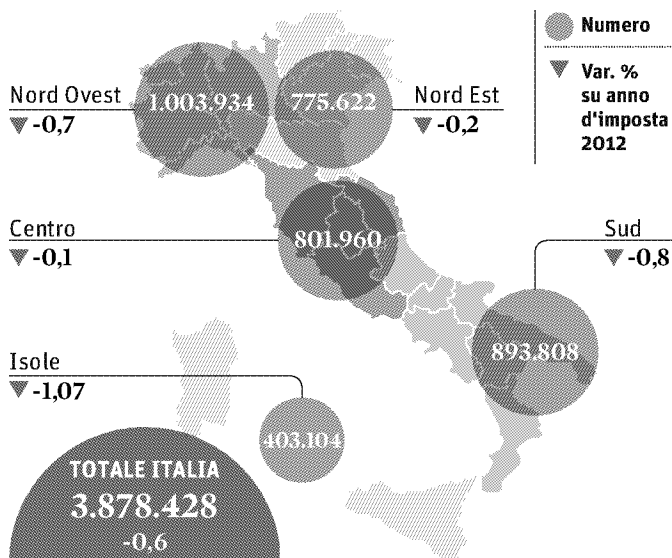 Numero
Var. %
su anno
d'imposta
2012
Nord Ovest
-0,7
1.003.934
775.622
Nord Est
-0,2
Centro
-0,1
801.960
Sud
-0,8
893.808
Isole
-1,07
403.104
TOTALE ITALIA
3.878.428
-0,6